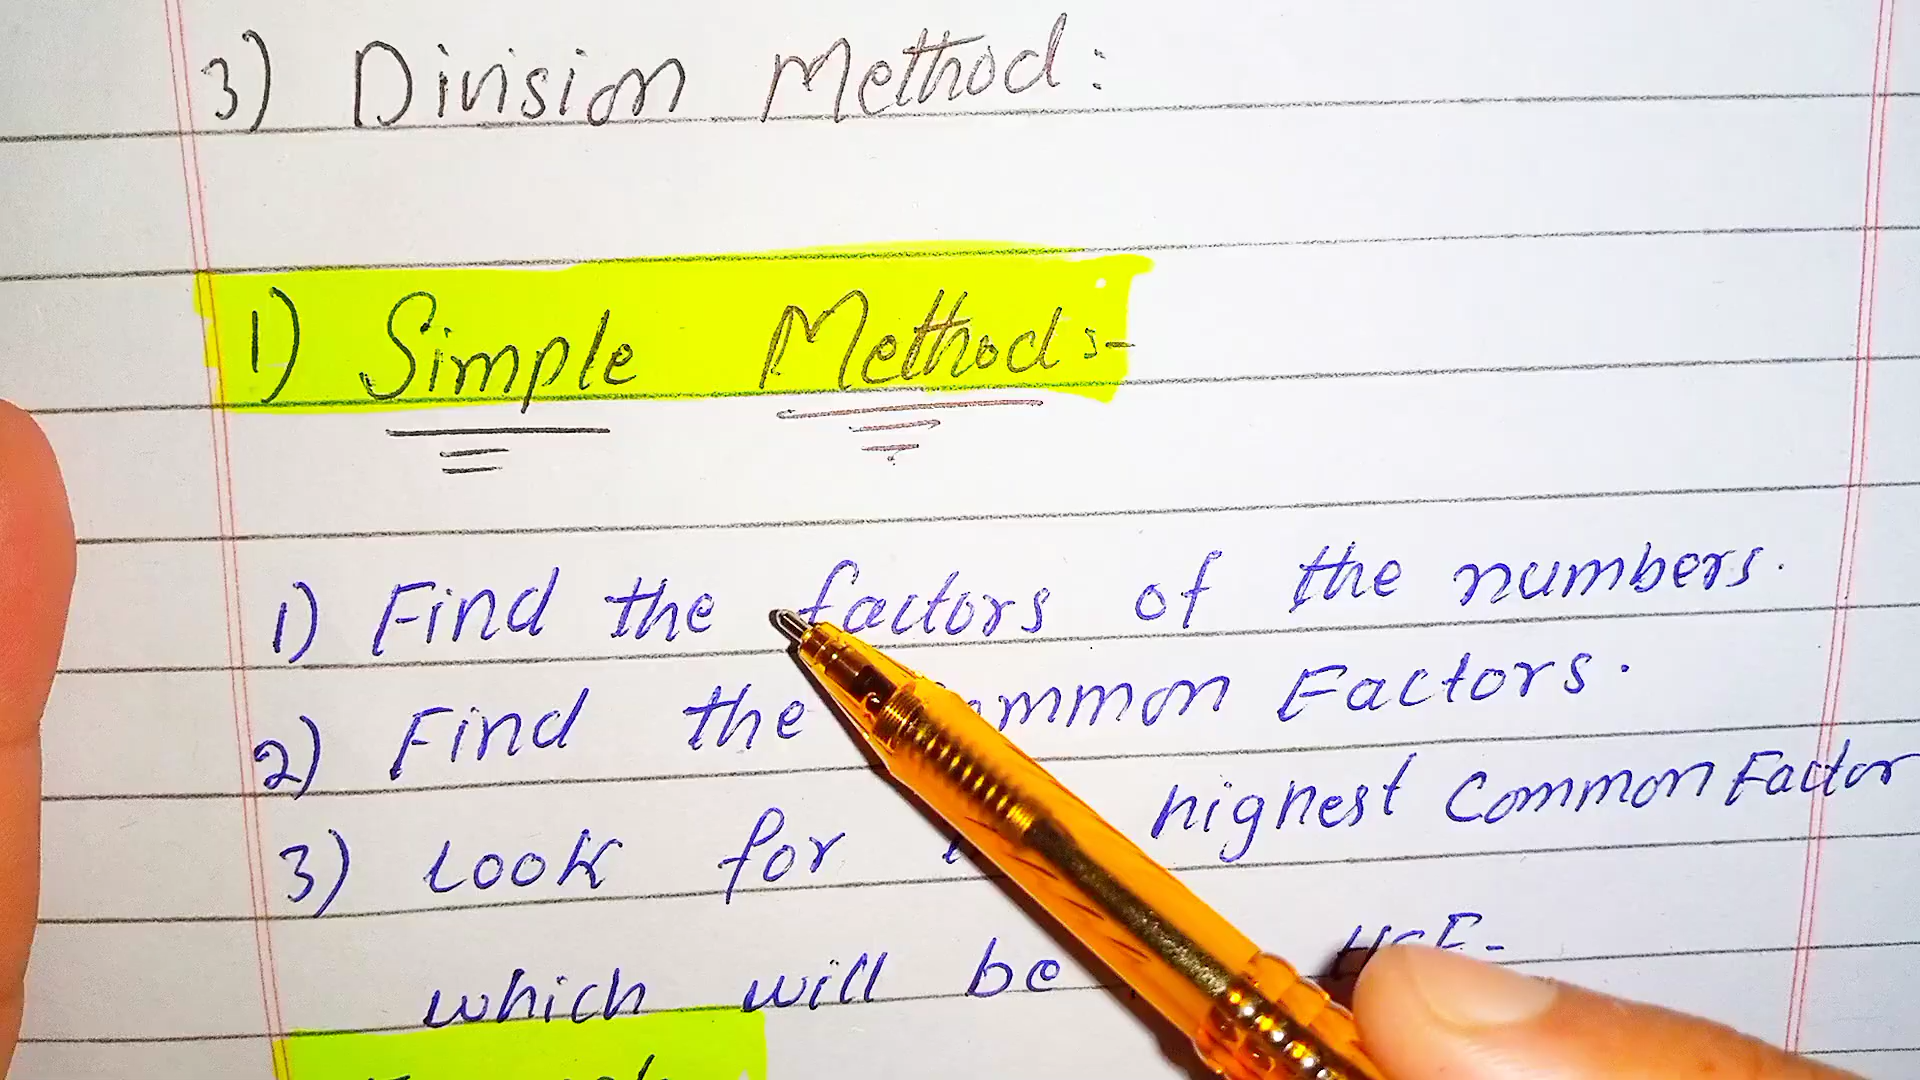 3) Division Method:
1) Simple Method:-
1) Find the factors of the numbers.
2) Find the Factors.
3) Look for highest Common Factor
which will be HCF.